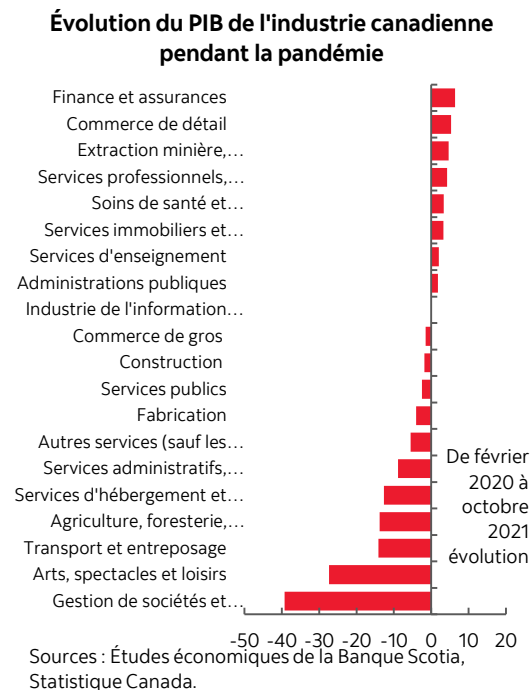 Évolution du PIB de l'industrie canadienne
pendant la pandémie
Finance et assurances
Commerce de détail
Extraction minière,...
Services professionnels,...
Soins de santé et...
Services immobiliers et...
Services d'enseignement
Administrations publiques
Industrie de l'information...
Commerce de gros
Construction
Services publics
Fabrication
Autres services (sauf les...
Services administratifs,...
Services d'hébergement et...
Agriculture, foresterie,...
Transport et entreposage
Arts, spectacles et loisirs
Gestion de sociétés et...
De février
2020 à
octobre
2021
évolution
-50 -40 -30 -20 -10 0 10 20
Sources : Études économiques de la Banque Scotia,
Statistique Canada.